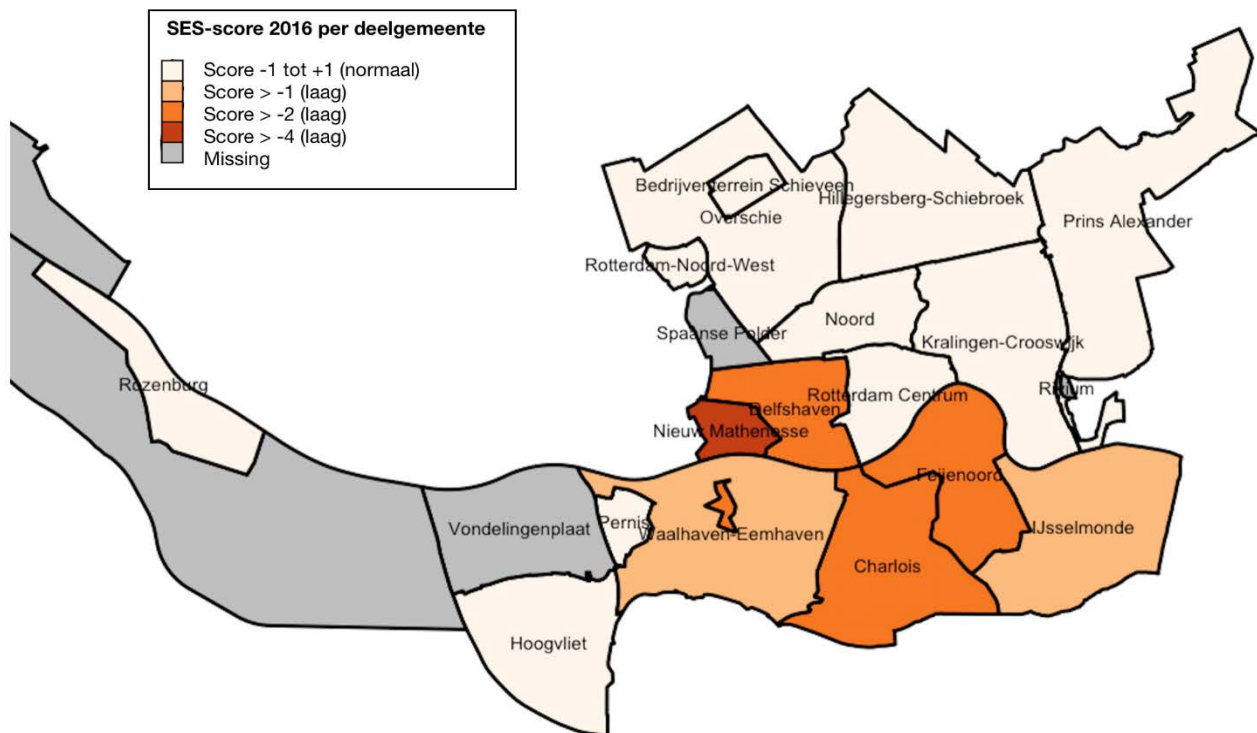 SES-score 2016 per deelgemeente
Score -1 tot +1 (normaal)
Score > -1 (laag)
Score > -2 (laag)
Score > -4 (laag)
Missing
Bedrijventerrein Schieveen
Hillegersberg-Schiebroek
Overschie
Prins Alexander
Rotterdam-Noord-West
Noord
Spaanse Polder
Kralingen-Crooswijk
Rozenburg
Rivium
Rotterdam Centrum
Delfshaven
Nieuw Mathenesse
Feijenoord
Pernis
Vondelingenplaat
IJsselmonde
Waalhaven-Eemhaven
Charlois
Hoogvliet